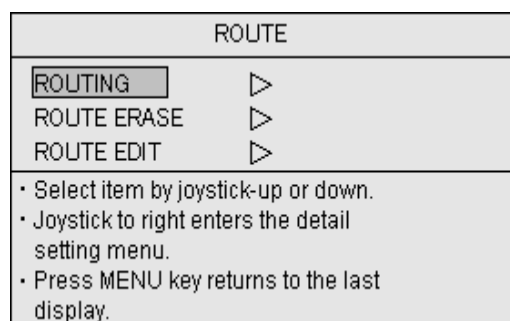 ROUTE
ROUTING ▷
ROUTE ERASE ▷
ROUTE EDIT ▷
· Select item by joystick-up or down.
· Joystick to right enters the detail
setting menu.
· Press MENU key returns to the last
display.